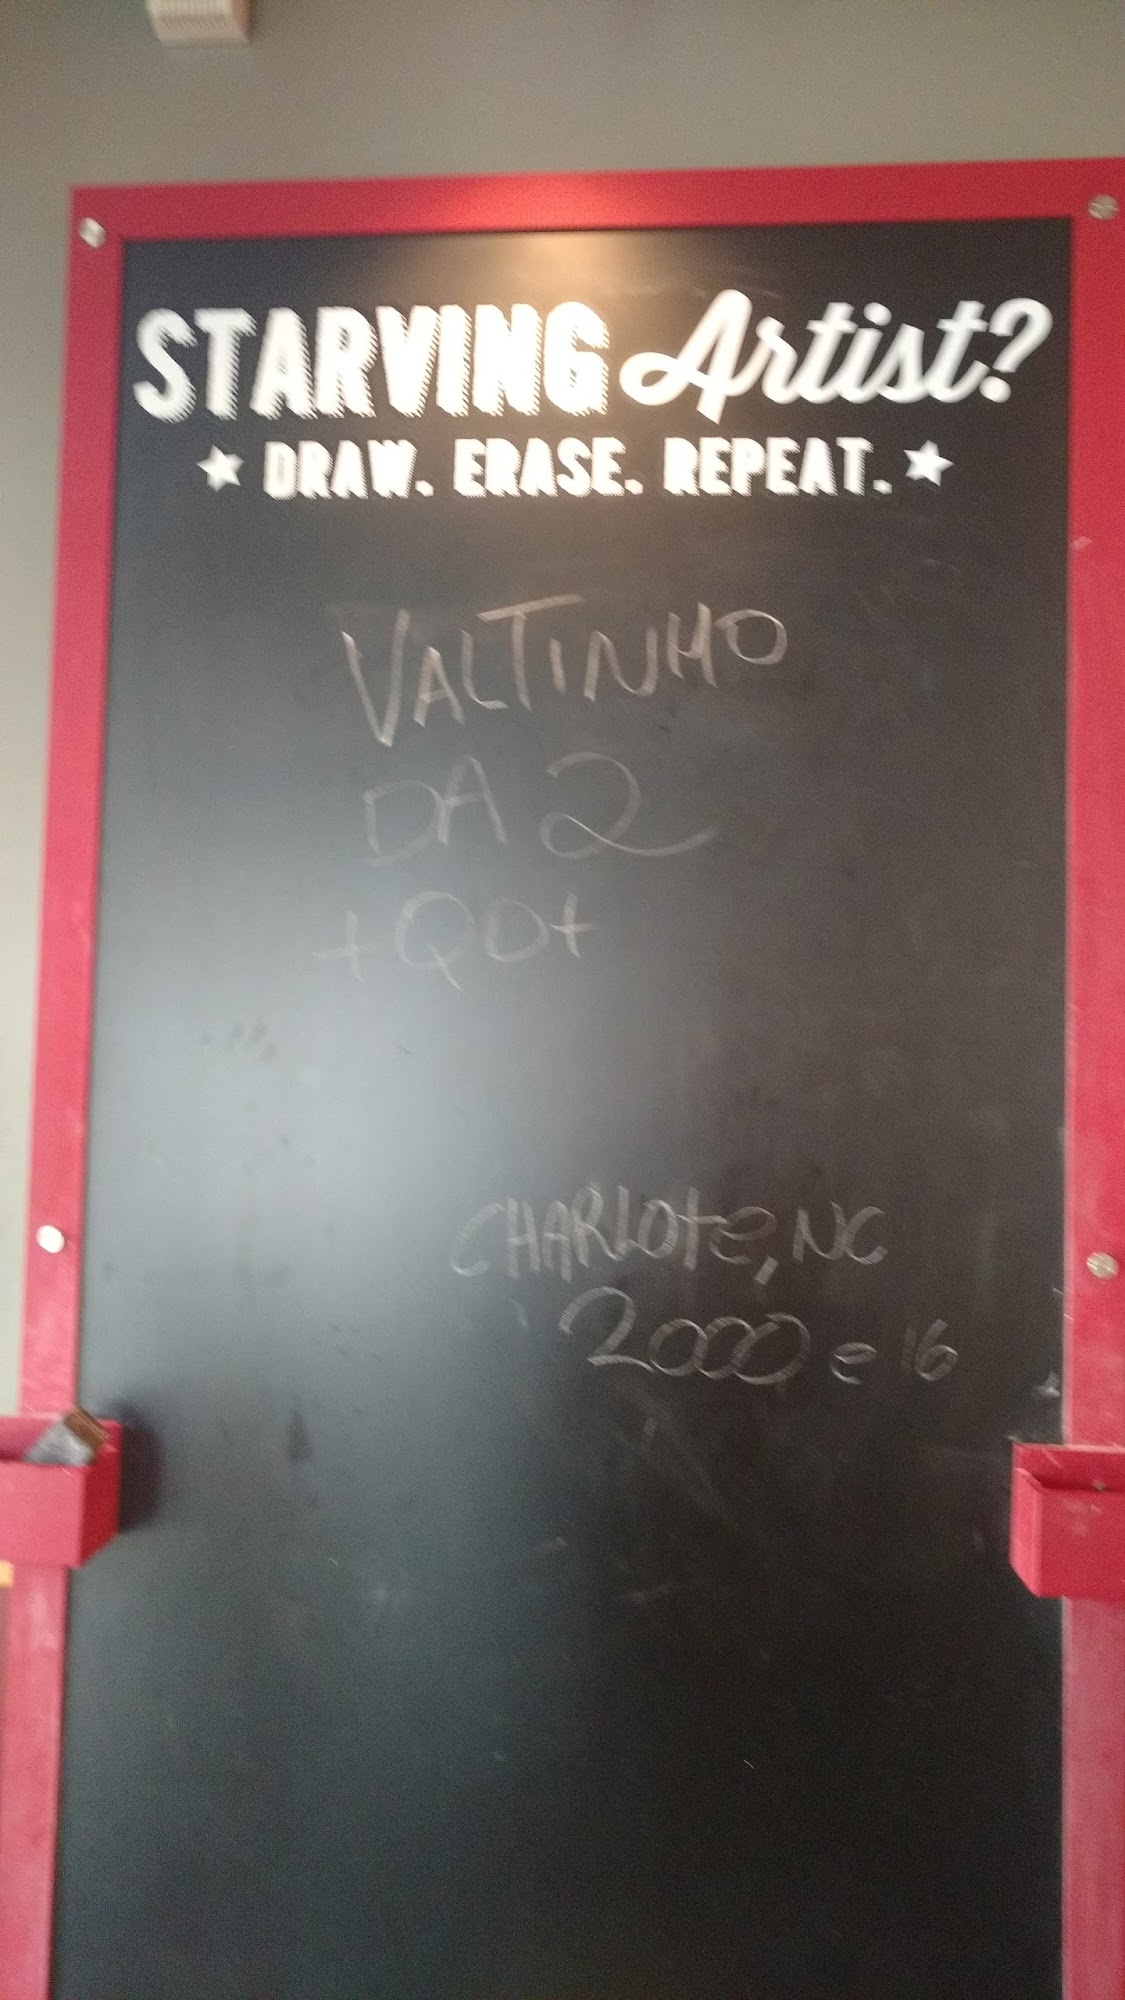 STARVING Artist?
★ DRAW. ERASE. REPEAT. ★
VALTINHO
DA 2
+QD+
CHARLOTe, NC
2000 e 16